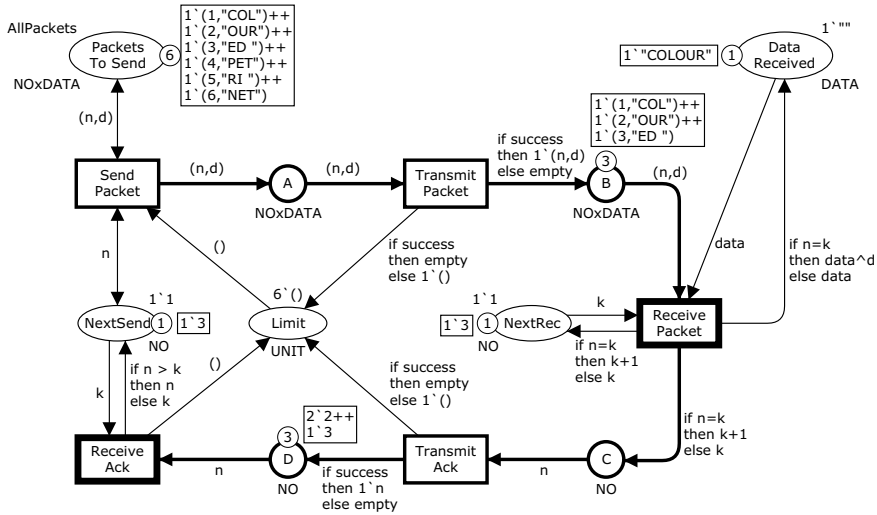 AllPackets
Packets
To Send
6
NOxDATA
1`(1,"COL")++
1`(2,"OUR")++
1`(3,"ED ")++
1`(4,"PET")++
1`(5,"RI ")++
1`(6,"NET")
1`""
1`"COLOUR"
1
Data
Received
DATA
(n,d)
1`(1,"COL")++
1`(2,"OUR")++
1`(3,"ED ")
3
Send
Packet
(n,d)
A
NOxDATA
(n,d)
Transmit
Packet
if success
then 1`(n,d)
else empty
B
NOxDATA
(n,d)
n
()
if success
then empty
else 1`()
data
if n=k
then data^d
else data
1`1
NextSend
1
1`3
NO
6`()
Limit
UNIT
1`1
1`3
1
NextRec
NO
k
if n=k
then k+1
else k
Receive
Packet
k
if n > k
then n
else k
()
if success
then empty
else 1`()
if n=k
then k+1
else k
Receive
Ack
n
2`2++
1`3
3
D
NO
if success
then 1`n
else empty
Transmit
Ack
n
C
NO